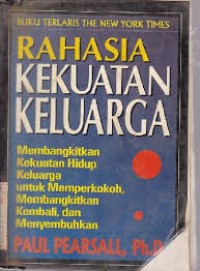 BUKU TERLARIS THE NEW YORK TIMES
RAHASIA
KEKUATAN
KELUARGA
Membangkitkan
Kekuatan Hidup
Keluarga
untuk Memperkokoh,
Membangkitkan
Kembali, dan
Menyembuhkan
PAUL PEARSALL, Ph.D.